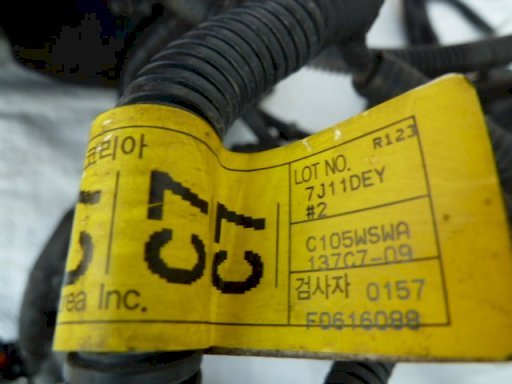 코리아
C7
C7
rea Inc.
R123
LOT NO.
7J11DEY
#2
C105WSWA
137C7-09
검사자 0157
F0616098